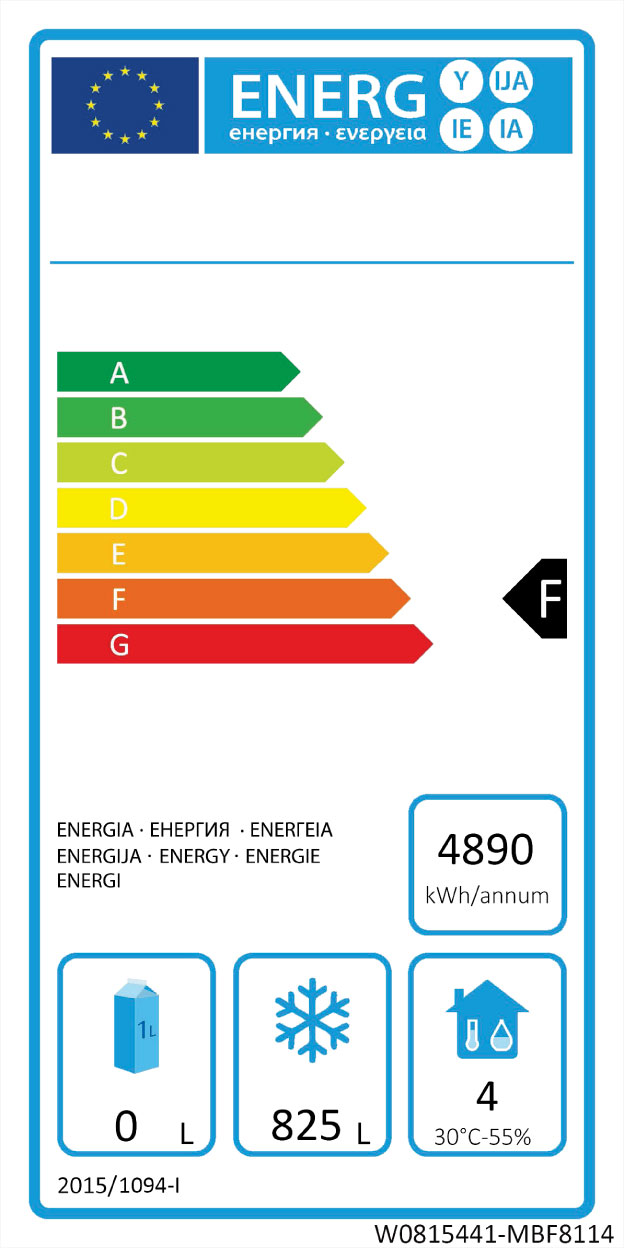 ENERG Y IJA
енергия · ενεργεια IE IA
A
B
C
D
E
F
F
G
ENERGIA · ЕНЕРГИЯ · ΕΝΕΡΓΕΙΑ
ENERGIJA · ENERGY · ENERGIE
ENERGI
4890
kWh/annum
1L
0 L
825 L
4
30°C-55%
2015/1094-I
W0815441-MBF8114